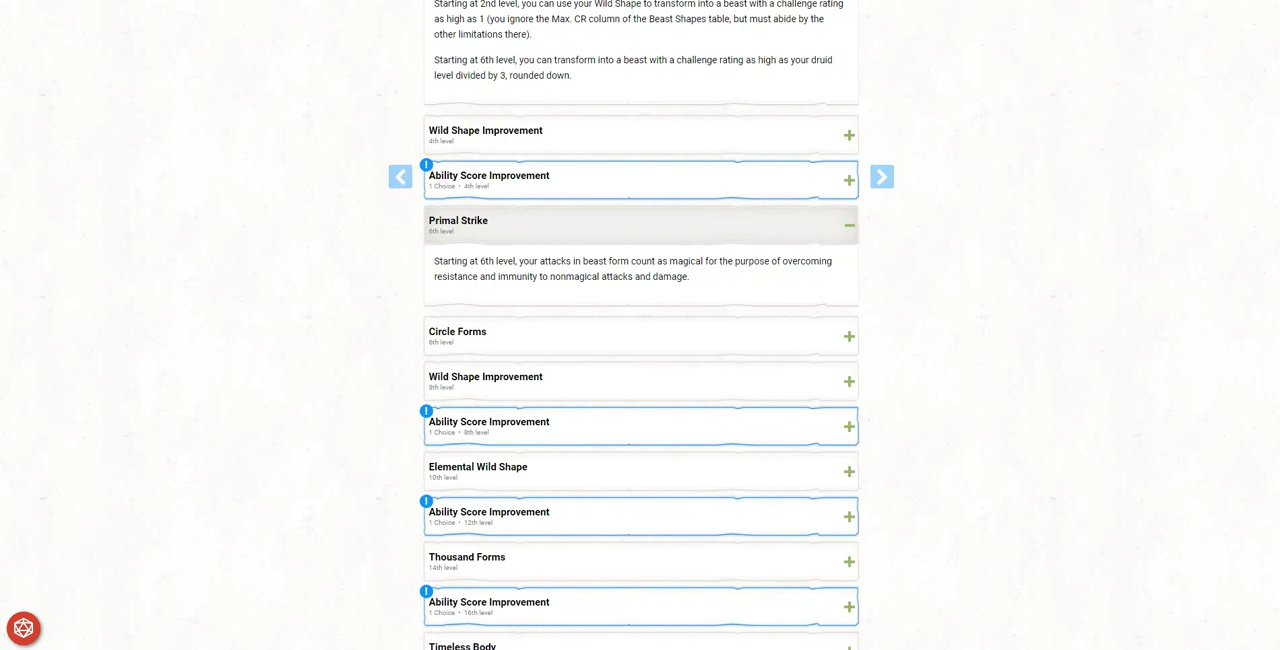 Starting at 2nd level, you can use your Wild Shape to transform into a beast with a challenge rating
as high as 1 (you ignore the Max. CR column of the Beast Shapes table, but must abide by the
other limitations there).
Starting at 6th level, you can transform into a beast with a challenge rating as high as your druid
level divided by 3, rounded down.
Wild Shape Improvement
4th level
!
Ability Score Improvement
1 Choice • 4th level
Primal Strike
6th level
Starting at 6th level, your attacks in beast form count as magical for the purpose of overcoming
resistance and immunity to nonmagical attacks and damage.
Circle Forms
6th level
Wild Shape Improvement
8th level
!
Ability Score Improvement
1 Choice • 8th level
Elemental Wild Shape
10th level
!
Ability Score Improvement
1 Choice • 12th level
Thousand Forms
14th level
!
Ability Score Improvement
1 Choice • 16th level
Timeless Body